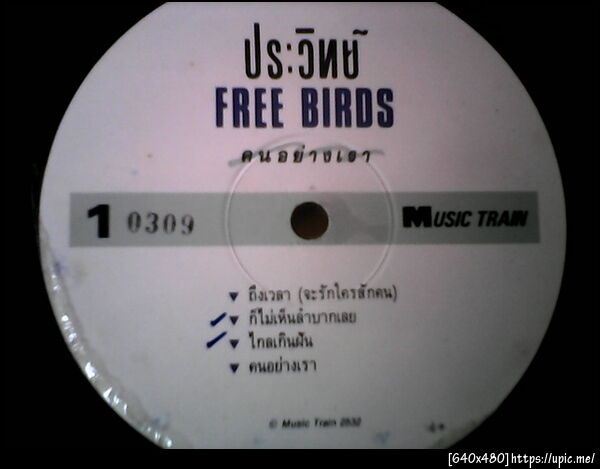 ประวิทย์
FREE BIRDS
คนอย่างเรา
1 0309 MUSIC TRAIN
▼ ถึงเวลา (จะรักใครสักคน)
▼ ก็ไม่เห็นลำบากเลย
▼ ไกลเกินฝัน
▼ คนอย่างเรา
© Music Train 2532
[640x480]https://upic.me/